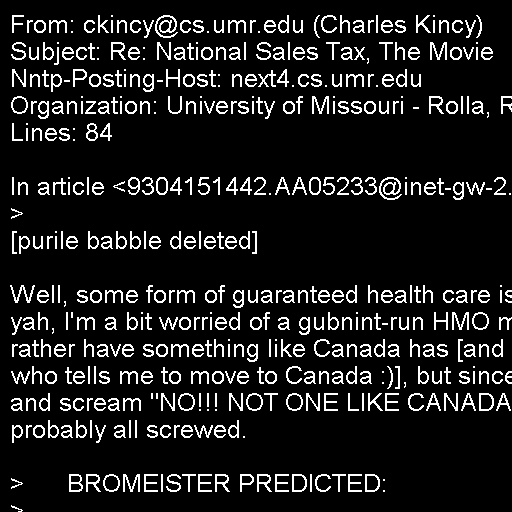 From: ckincy@cs.umr.edu (Charles Kincy)
Subject: Re: National Sales Tax, The Movie
Nntp-Posting-Host: next4.cs.umr.edu
Organization: University of Missouri - Rolla, R
Lines: 84
In article <9304151442.AA05233@inet-gw-2.
>
[purile babble deleted]
Well, some form of guaranteed health care is
yah, I'm a bit worried of a gubnint-run HMO m
rather have something like Canada has [and
who tells me to move to Canada :)], but since
and scream "NO!!! NOT ONE LIKE CANADA
probably all screwed.
> BROMEISTER PREDICTED:
>